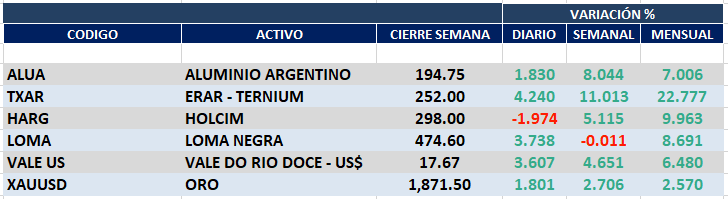 VARIACIÓN %
CODIGO ACTIVO CIERRE SEMANA DIARIO SEMANAL MENSUAL
ALUA ALUMINIO ARGENTINO 194.75 1.830 8.044 7.006
TXAR ERAR - TERNIUM 252.00 4.240 11.013 22.777
HARG HOLCIM 298.00 -1.974 5.115 9.963
LOMA LOMA NEGRA 474.60 3.738 -0.011 8.691
VALE US VALE DO RIO DOCE - US$ 17.67 3.607 4.651 6.480
XAUUSD ORO 1,871.50 1.801 2.706 2.570